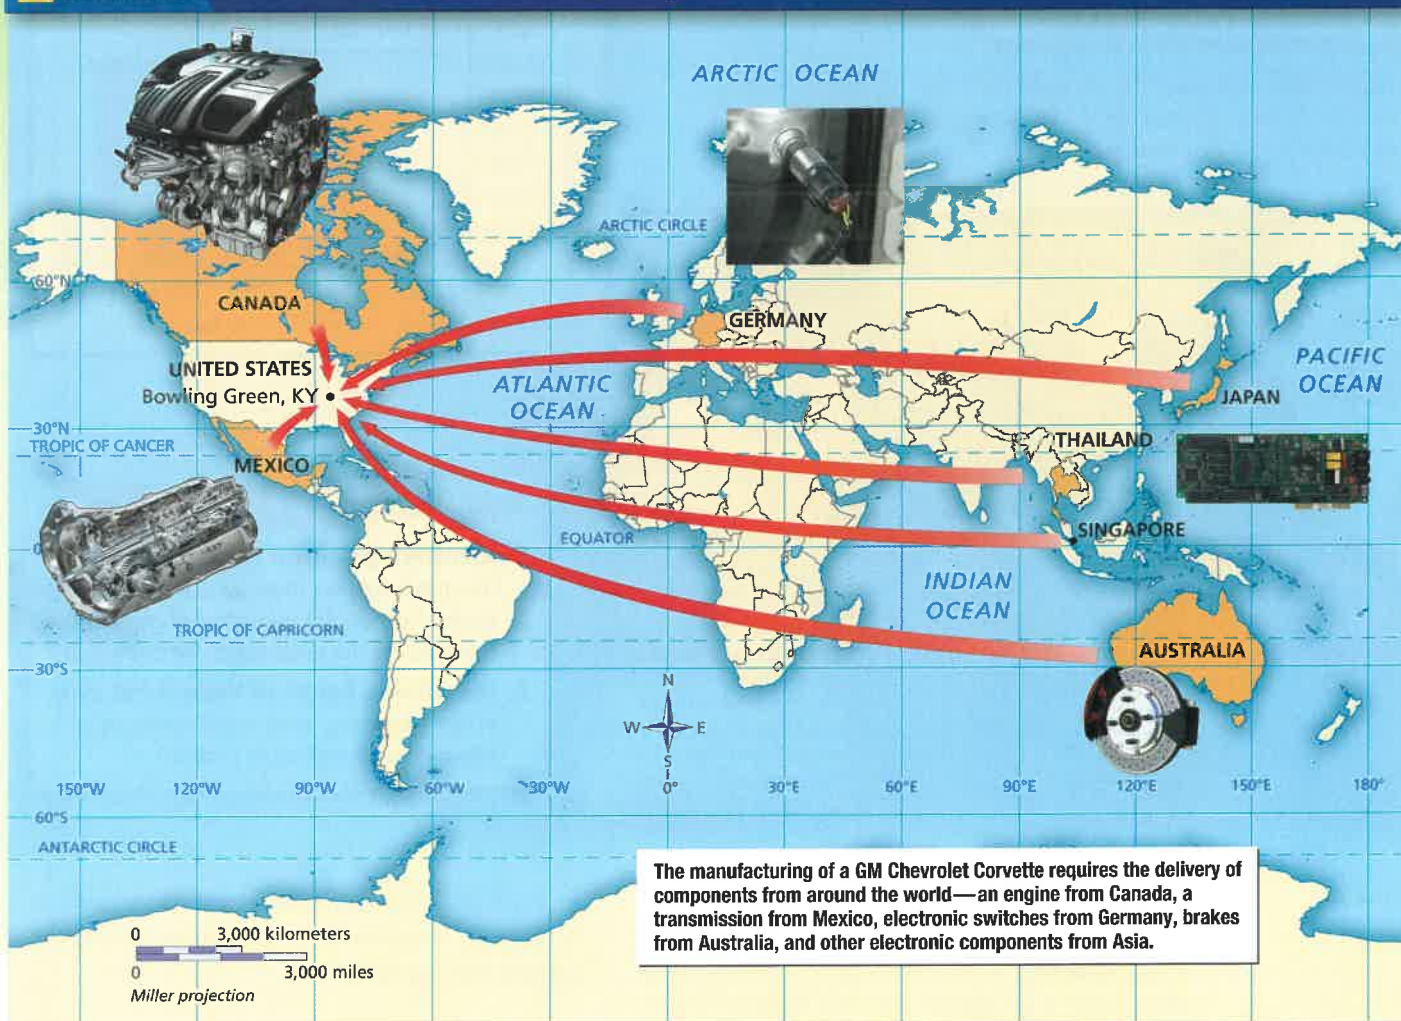 ARCTIC OCEAN
ARCTIC CIRCLE
60°N
CANADA
GERMANY
UNITED STATES
Bowling Green, KY
ATLANTIC
OCEAN
PACIFIC
OCEAN
JAPAN
30°N
TROPIC OF CANCER
THAILAND
MEXICO
EQUATOR
0
SINGAPORE
INDIAN
OCEAN
TROPIC OF CAPRICORN
AUSTRALIA
30°S
N
W E
S
150°W 120°W 90°W 60°W 30°W 0° 30°E 60°E 90°E 120°E 150°E 180°
60°S
ANTARCTIC CIRCLE
The manufacturing of a GM Chevrolet Corvette requires the delivery of
components from around the world—an engine from Canada, a
transmission from Mexico, electronic switches from Germany, brakes
from Australia, and other electronic components from Asia.
0 3,000 kilometers
0 3,000 miles
Miller projection